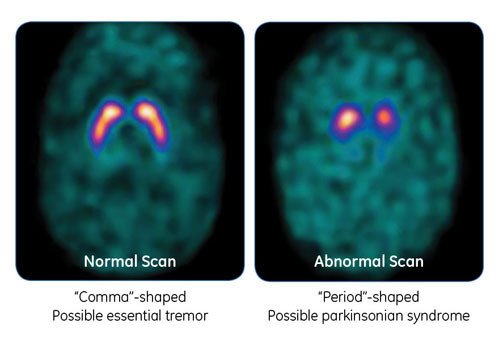 Normal Scan
Abnormal Scan
“Comma”-shaped
Possible essential tremor
“Period”-shaped
Possible parkinsonian syndrome